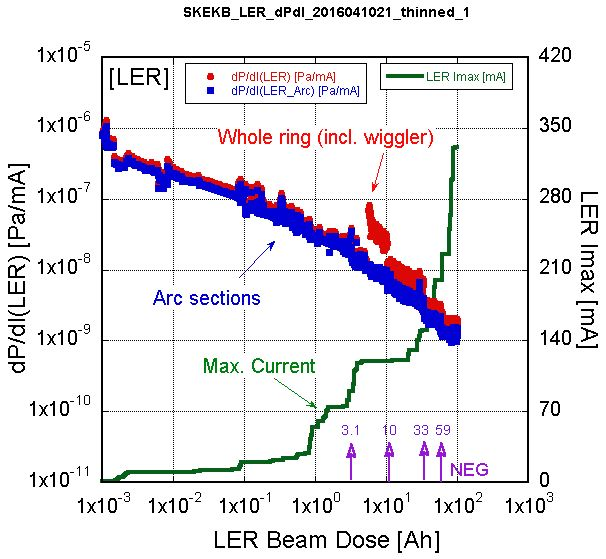 SKEKB_LER_dPdI_2016041021_thinned_1
[LER]
dP/dI(LER) [Pa/mA]
dP/dI(LER_Arc) [Pa/mA]
LER Imax [mA]
Whole ring (incl. wiggler)
Arc sections
Max. Current
3.1 10 33 59
NEG
1x10⁻⁵
1x10⁻⁶
1x10⁻⁷
1x10⁻⁸
1x10⁻⁹
1x10⁻¹⁰
1x10⁻¹¹
dP/dI(LER) [Pa/mA]
420
350
280
210
140
70
0
LER Imax [mA]
1x10⁻³ 1x10⁻² 1x10⁻¹ 1x10⁰ 1x10¹ 1x10² 1x10³
LER Beam Dose [Ah]